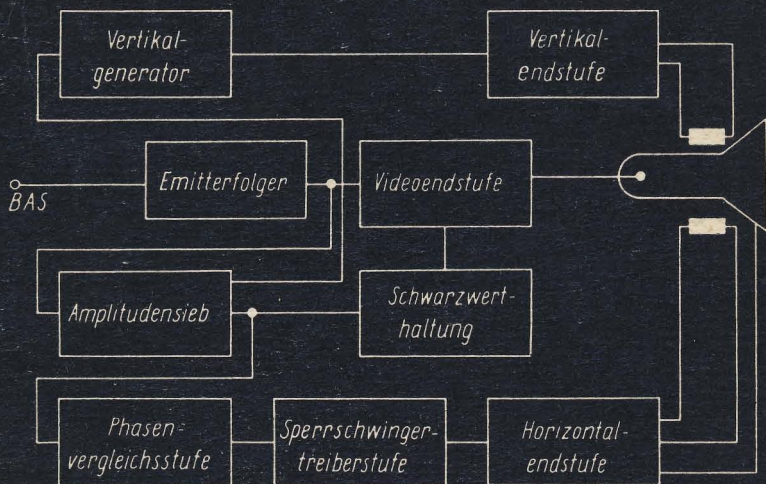 Vertikal-
generator
Vertikal-
endstufe
BAS
Emitterfolger
Videoendstufe
Amplitudensieb
Schwarzwert-
haltung
Phasen=
vergleichsstufe
Sperrschwinger-
treiberstufe
Horizontal-
endstufe